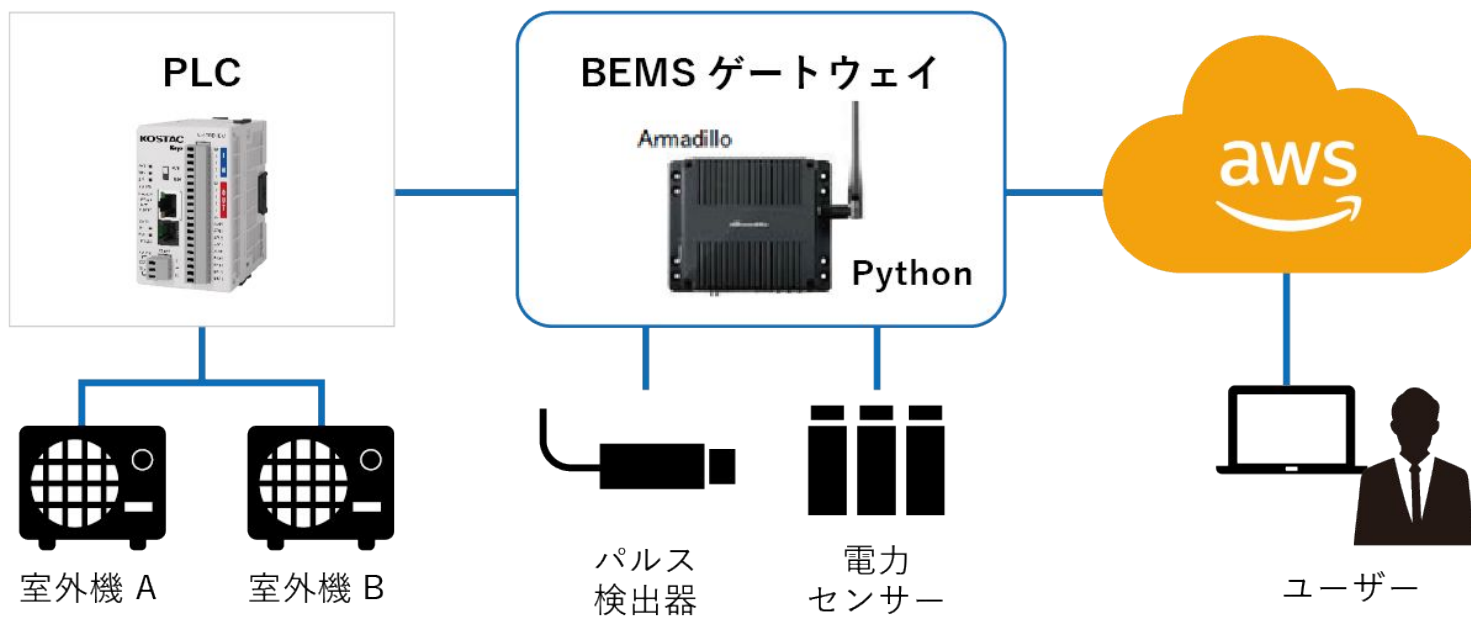 PLC
KOSTAC
BEMS ゲートウェイ
Armadillo
Python
aws
室外機 A
室外機 B
パルス
検出器
電力
センサー
ユーザー